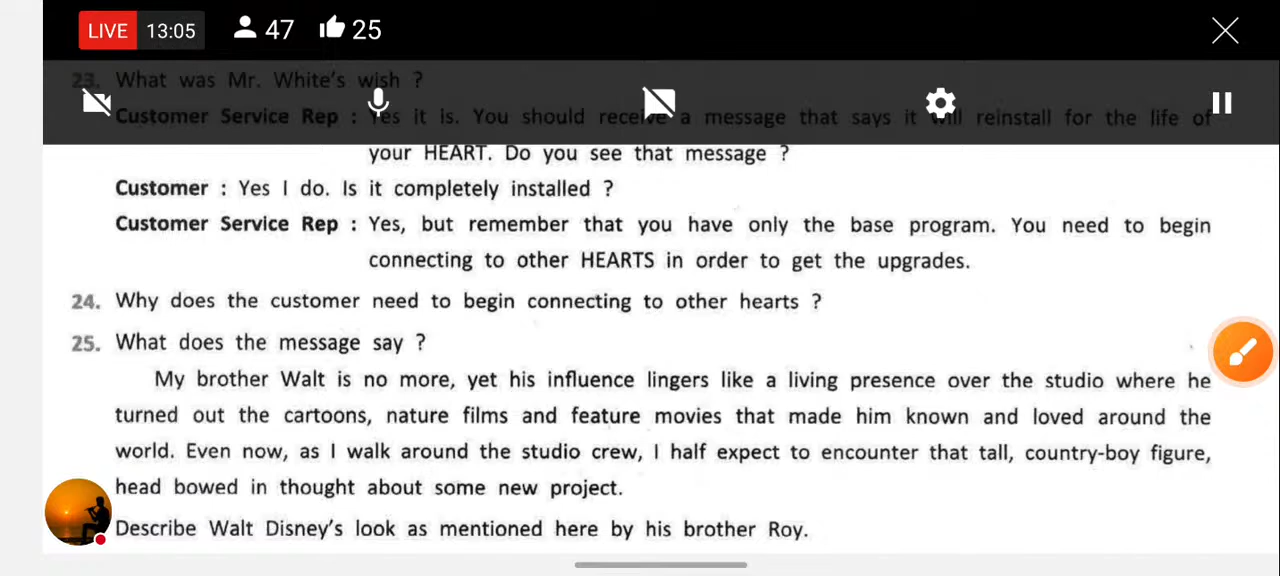 LIVE 13:05 47 25
23. What was Mr. White's wish ?
Customer Service Rep : Yes it is. You should receive a message that says it will reinstall for the life of
your HEART. Do you see that message ?
Customer : Yes I do. Is it completely installed ?
Customer Service Rep : Yes, but remember that you have only the base program. You need to begin
connecting to other HEARTS in order to get the upgrades.
24. Why does the customer need to begin connecting to other hearts ?
25. What does the message say ?
My brother Walt is no more, yet his influence lingers like a living presence over the studio where he
turned out the cartoons, nature films and feature movies that made him known and loved around the
world. Even now, as I walk around the studio crew, I half expect to encounter that tall, country-boy figure,
head bowed in thought about some new project.
Describe Walt Disney's look as mentioned here by his brother Roy.